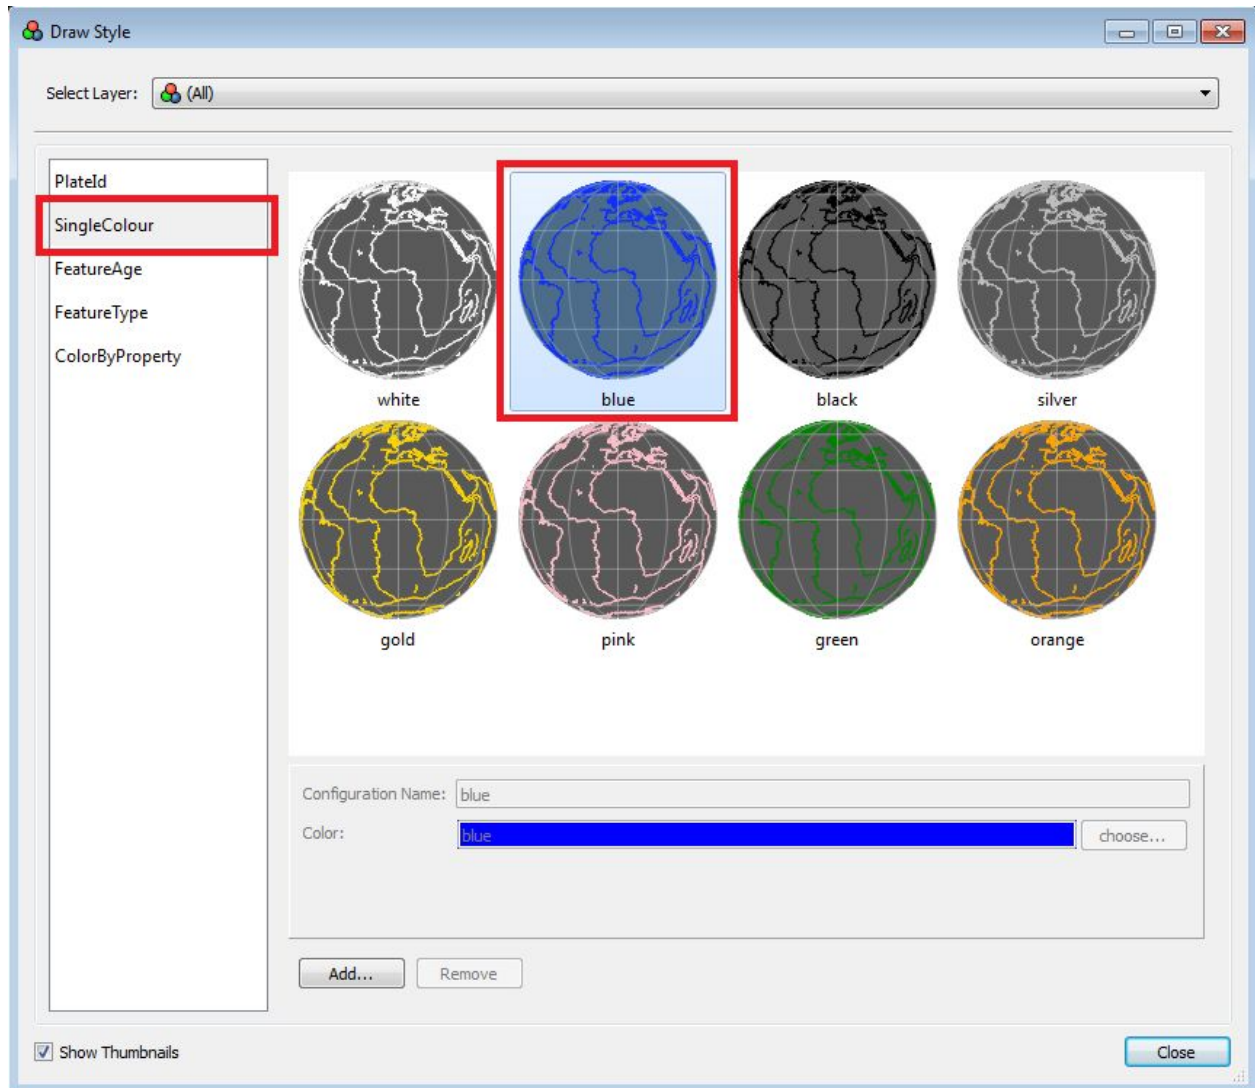 Draw Style
Select Layer: (All)
PlateId
SingleColour
FeatureAge
FeatureType
ColorByProperty
white blue black silver
gold pink green orange
Configuration Name: blue
Color: blue choose...
Add... Remove
Show Thumbnails Close